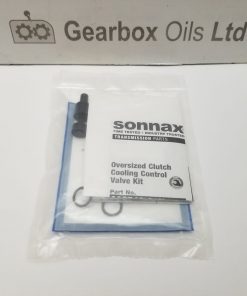 Gearbox Oils Ltd
sonnax
TIME TESTED • INDUSTRY TRUSTED
TRANSMISSION PARTS
Oversized Clutch
Cooling Control
Valve Kit
Part No.